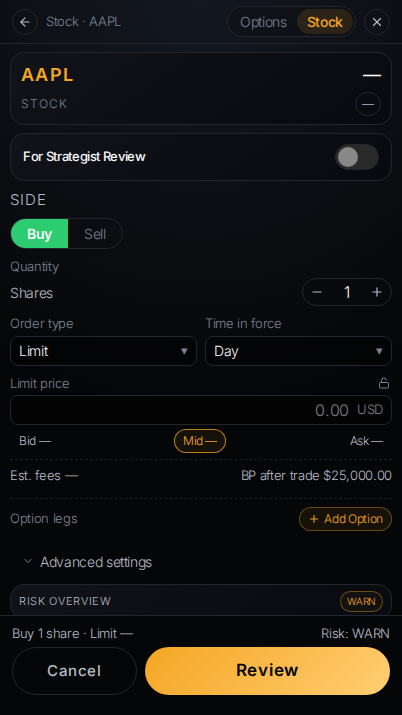 Stock · AAPL
Options Stock
AAPL —
STOCK —
For Strategist Review
SIDE
Buy Sell
Quantity
Shares − 1 +
Order type Time in force
Limit Day
Limit price
0.00 USD
Bid — Mid — Ask —
Est. fees — BP after trade $25,000.00
Option legs + Add Option
Advanced settings
RISK OVERVIEW WARN
Buy 1 share · Limit — Risk: WARN
Cancel Review